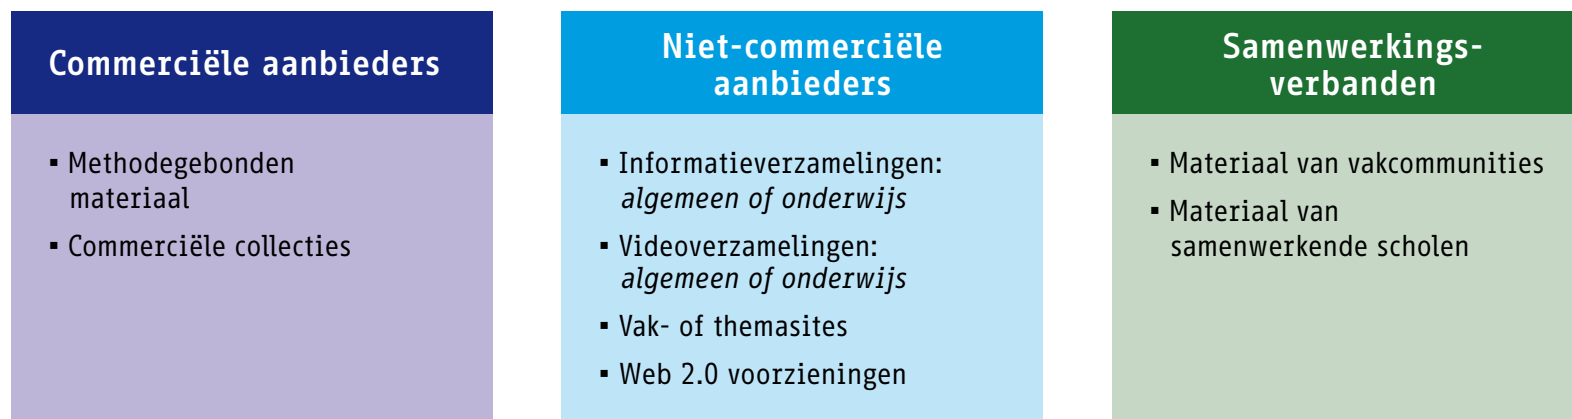 Commerciële aanbieders
▪ Methodegebonden
materiaal
▪ Commerciële collecties
Niet-commerciële
aanbieders
▪ Informatieverzamelingen:
algemeen of onderwijs
▪ Videoverzamelingen:
algemeen of onderwijs
▪ Vak- of themasites
▪ Web 2.0 voorzieningen
Samenwerkings-
verbanden
▪ Materiaal van vakcommunities
▪ Materiaal van
samenwerkende scholen